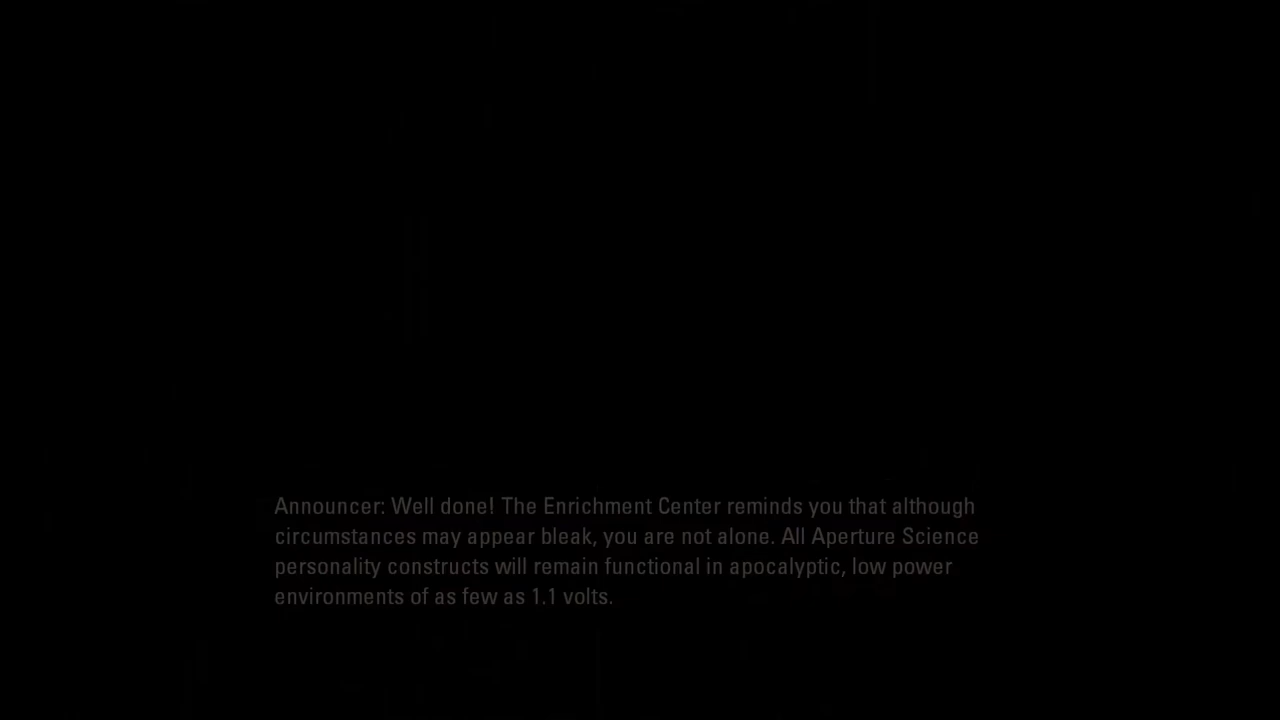 Announcer: Well done! The Enrichment Center reminds you that although
circumstances may appear bleak, you are not alone. All Aperture Science
personality constructs will remain functional in apocalyptic, low power
environments of as few as 1.1 volts.